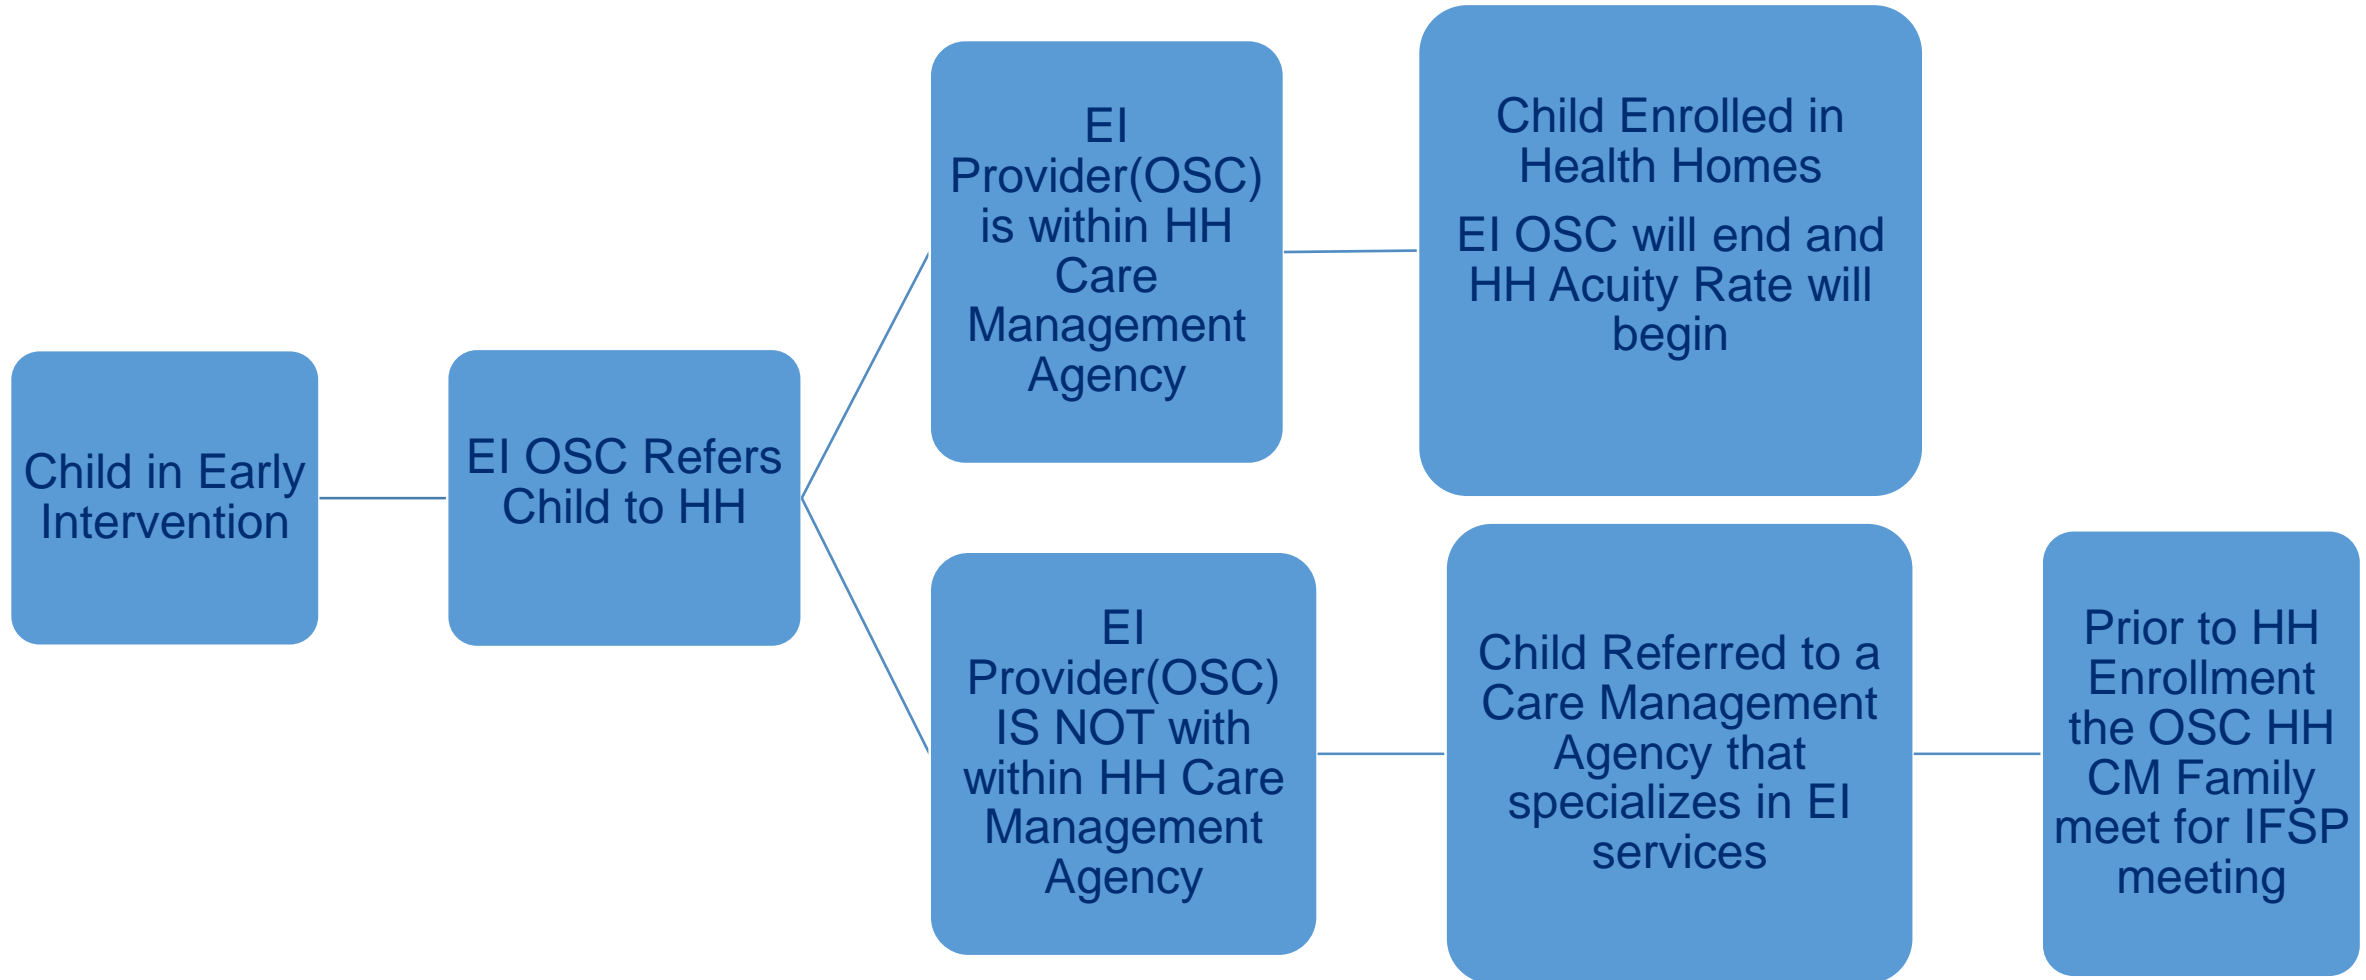 Child in Early
Intervention
EI OSC Refers
Child to HH
EI
Provider(OSC)
is within HH
Care
Management
Agency
Child Enrolled in
Health Homes
EI OSC will end and
HH Acuity Rate will
begin
EI
Provider(OSC)
IS NOT with
within HH Care
Management
Agency
Child Referred to a
Care Management
Agency that
specializes in EI
services
Prior to HH
Enrollment
the OSC HH
CM Family
meet for IFSP
meeting